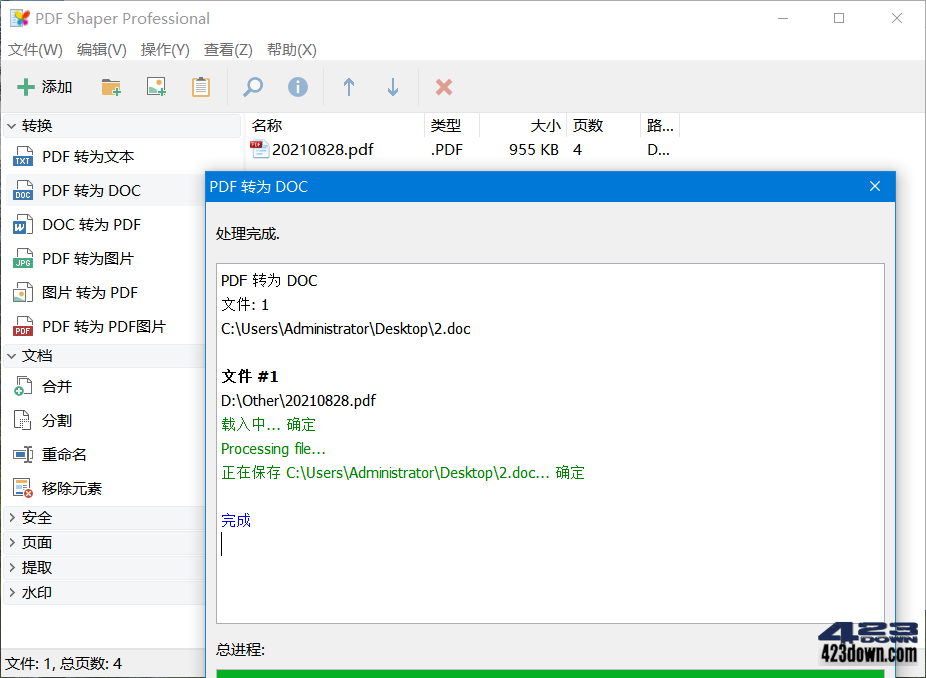 PDF Shaper Professional
文件(W) 编辑(V) 操作(Y) 查看(Z) 帮助(X)
添加
转换
PDF 转为文本
PDF 转为 DOC
DOC 转为 PDF
PDF 转为图片
图片 转为 PDF
PDF 转为 PDF图片
文档
合并
分割
重命名
移除元素
安全
页面
提取
水印
名称 类型 大小 页数 路...
20210828.pdf .PDF 955 KB 4 D...
PDF 转为 DOC
处理完成.
PDF 转为 DOC
文件: 1
C:\Users\Administrator\Desktop\2.doc
文件 #1
D:\Other\20210828.pdf
载入中... 确定
Processing file...
正在保存 C:\Users\Administrator\Desktop\2.doc... 确定
完成
总进程:
文件: 1, 总页数: 4
423DOWN
423down.com